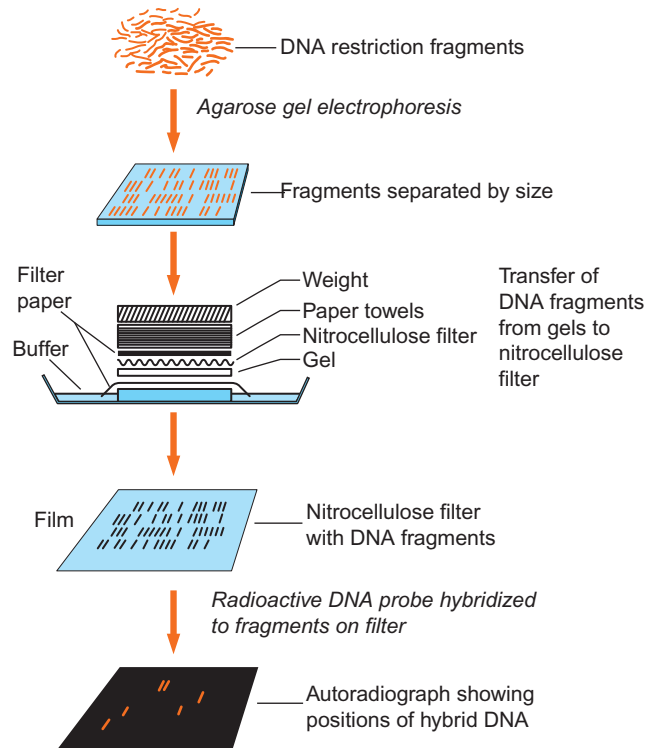 DNA restriction fragments
Agarose gel electrophoresis
Fragments separated by size
Filter
paper
Buffer
Weight
Paper towels
Nitrocellulose filter
Gel
Transfer of
DNA fragments
from gels to
nitrocellulose
filter
Film
Nitrocellulose filter
with DNA fragments
Radioactive DNA probe hybridized
to fragments on filter
Autoradiograph showing
positions of hybrid DNA